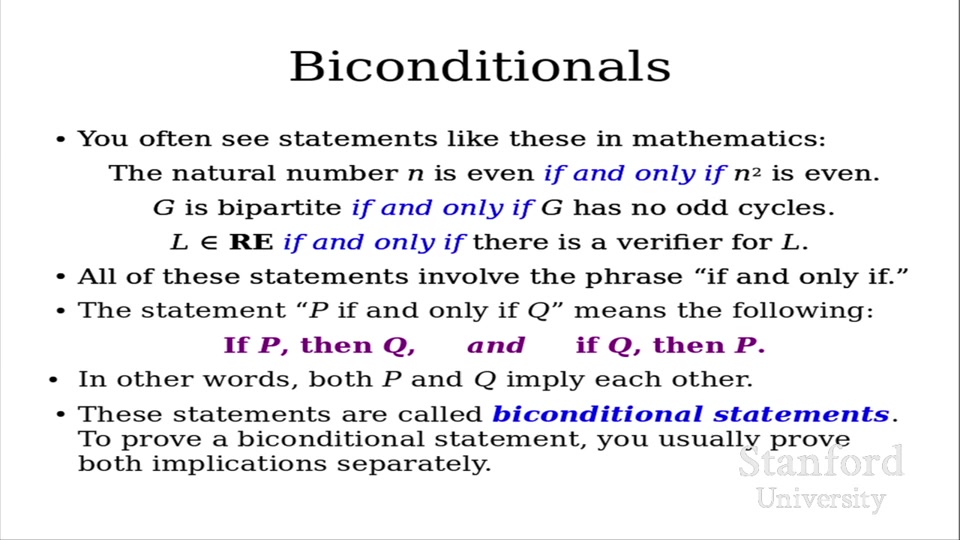 Biconditionals
• You often see statements like these in mathematics:
The natural number n is even if and only if n² is even.
G is bipartite if and only if G has no odd cycles.
L ∈ RE if and only if there is a verifier for L.
• All of these statements involve the phrase “if and only if.”
• The statement “P if and only if Q” means the following:
If P, then Q, and if Q, then P.
• In other words, both P and Q imply each other.
• These statements are called biconditional statements.
To prove a biconditional statement, you usually prove
both implications separately.
Stanford
University